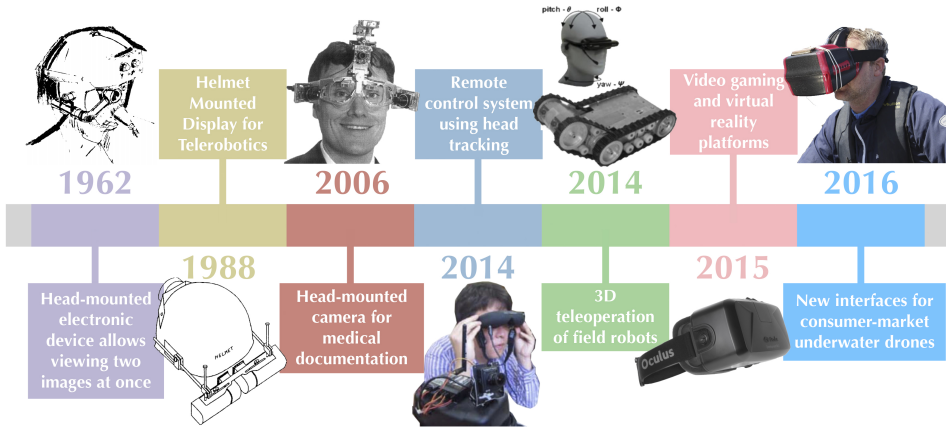 pitch - θ
roll - Φ
yaw - Ψ
Helmet
Mounted
Display for
Telerobotics
Remote
control system
using head
tracking
Video gaming
and virtual
reality
platforms
1962
2006
2014
2016
1988
2014
2015
Head-mounted
electronic
device allows
viewing two
images at once
HELMET
Head-mounted
camera for
medical
documentation
3D
teleoperation
of field robots
Oculus
New interfaces for
consumer-market
underwater drones